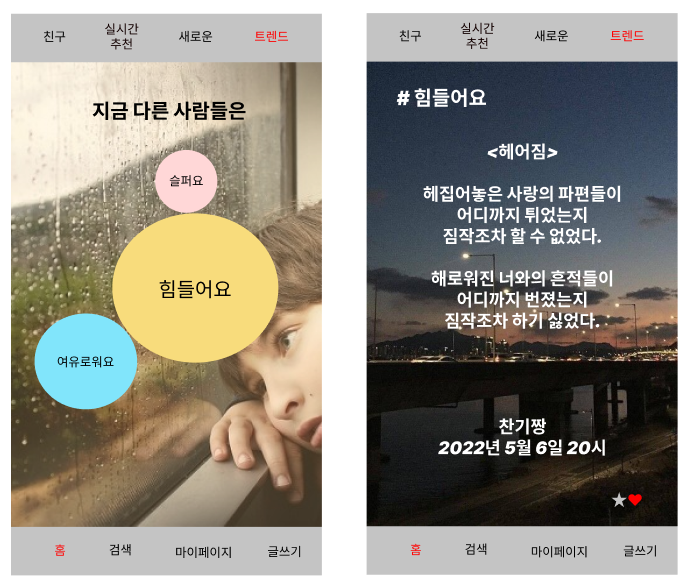 친구
실시간
추천
새로운
트렌드
지금 다른 사람들은
슬퍼요
힘들어요
여유로워요
홈
검색
마이페이지
글쓰기
친구
실시간
추천
새로운
트렌드
# 힘들어요
<헤어짐>
헤집어놓은 사랑의 파편들이
어디까지 튀었는지
짐작조차 할 수 없었다.
해로워진 너와의 흔적들이
어디까지 번졌는지
짐작조차 하기 싫었다.
찬기짱
2022년 5월 6일 20시
홈
검색
마이페이지
글쓰기